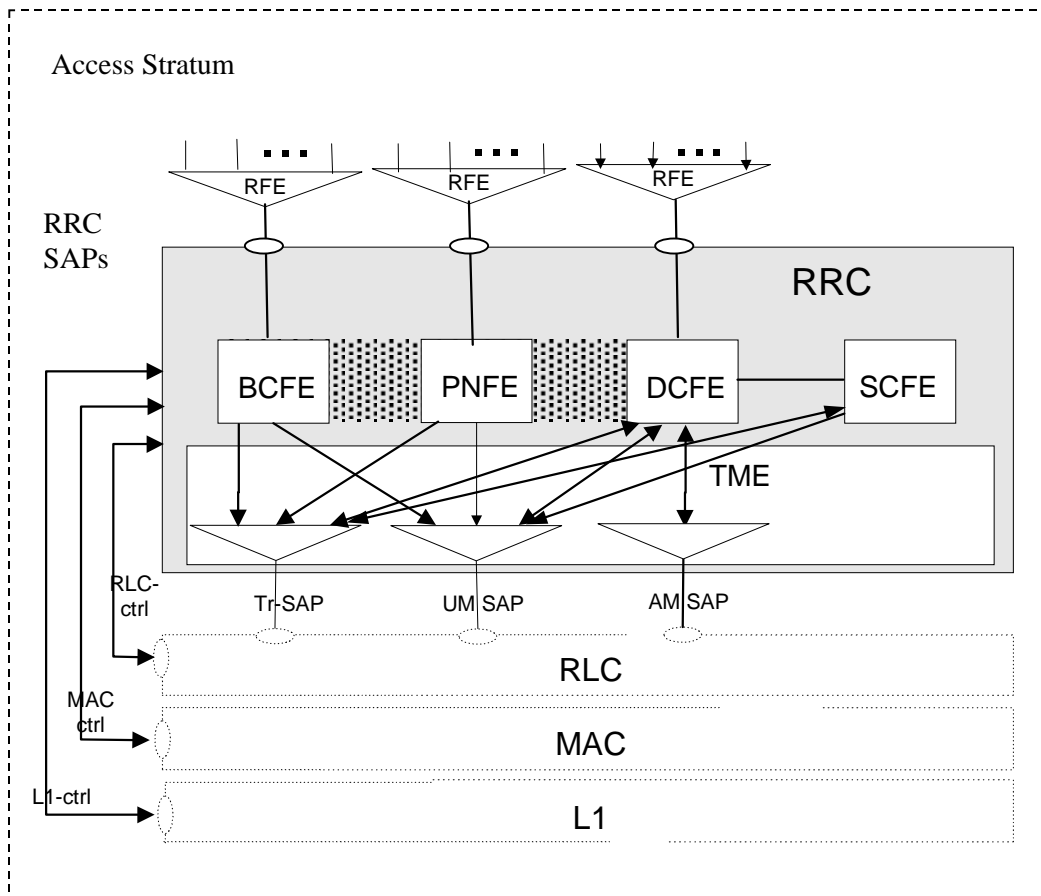 Access Stratum
RFE
RFE
RFE
RRC
SAPs
RRC
BCFE
PNFE
DCFE
SCFE
TME
RLC-
ctrl
Tr-SAP
UM SAP
AM SAP
RLC
MAC
ctrl
MAC
L1-ctrl
L1